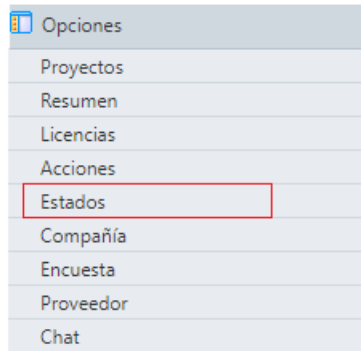 Opciones
Proyectos
Resumen
Licencias
Acciones
Estados
Compañía
Encuesta
Proveedor
Chat